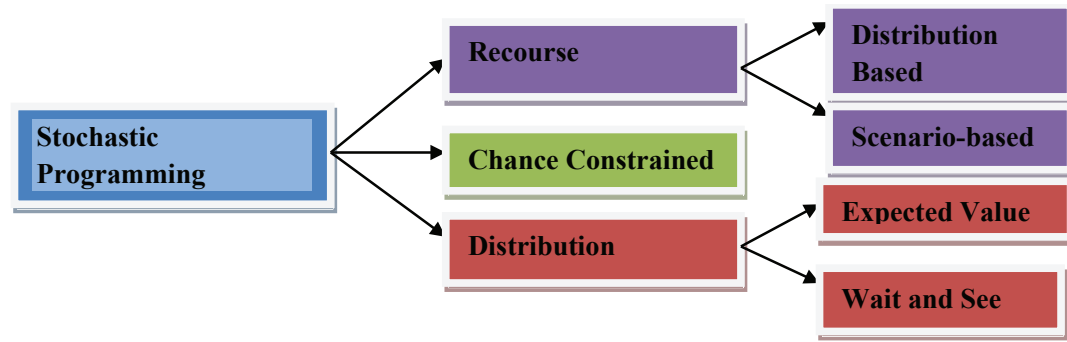 Stochastic
Programming
Recourse
Chance Constrained
Distribution
Distribution
Based
Scenario-based
Expected Value
Wait and See